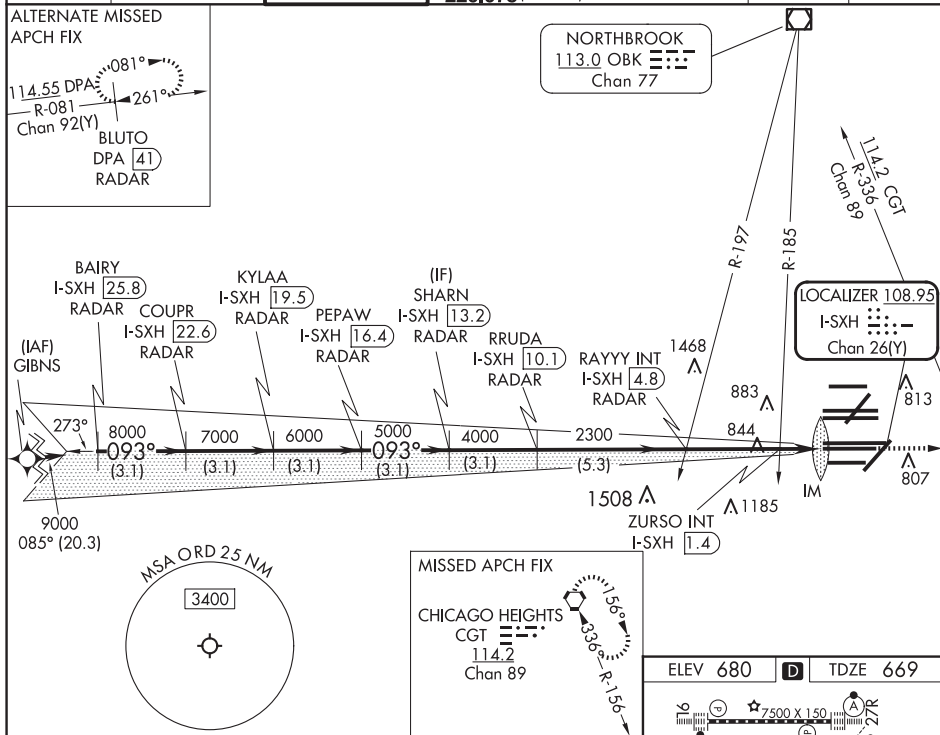 ALTERNATE MISSED
APCH FIX
081°
261°
114.55 DPA
R-081
Chan 92(Y)
BLUTO
DPA 41
RADAR
NORTHBROOK
113.0 OBK
Chan 77
114.2 CGT
R-336
Chan 89
R-197
R-185
LOCALIZER 108.95
I-SXH
Chan 26(Y)
(IAF)
GIBNS
BAIRY
I-SXH 25.8
RADAR
COUPR
I-SXH 22.6
RADAR
KYLAA
I-SXH 19.5
RADAR
PEPAW
I-SXH 16.4
RADAR
(IF)
SHARN
I-SXH 13.2
RADAR
RRUDA
I-SXH 10.1
RADAR
RAYYY INT
I-SXH 4.8
RADAR
1468
883
844
813
807
273°
8000
093°
(3.1)
7000
(3.1)
6000
(3.1)
5000
093°
(3.1)
4000
(3.1)
2300
(5.3)
9000
085° (20.3)
1508
1185
IM
ZURSO INT
I-SXH 1.4
MSA ORD 25 NM
3400
MISSED APCH FIX
CHICAGO HEIGHTS
CGT
114.2
Chan 89
156°
336°
R-156
ELEV 680
D
TDZE 669
9L
P
7500 X 150
A
27R
P